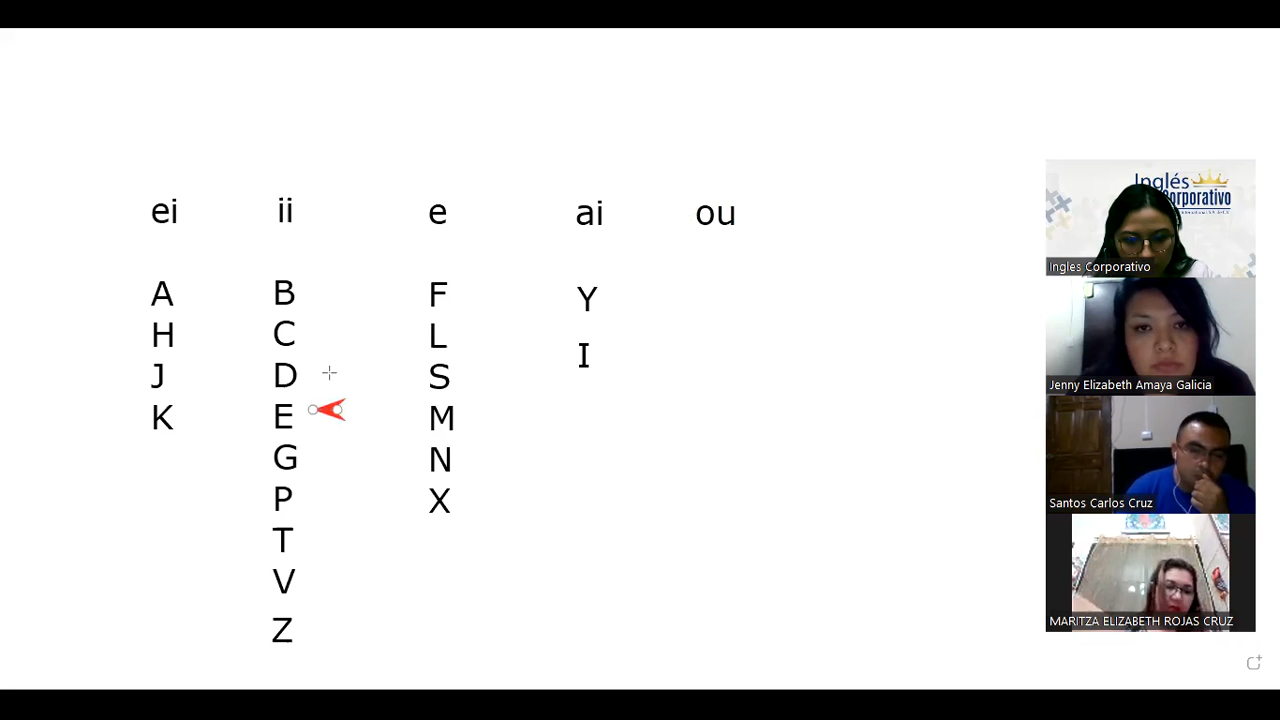 ei ii e ai ou
A B F Y
H C L I
J D S
K E M
G N
P X
T
V
Z
Inglés
Corporativo
Ingles Corporativo
Jenny Elizabeth Amaya Galicia
Santos Carlos Cruz
MARITZA ELIZABETH ROJAS CRUZ